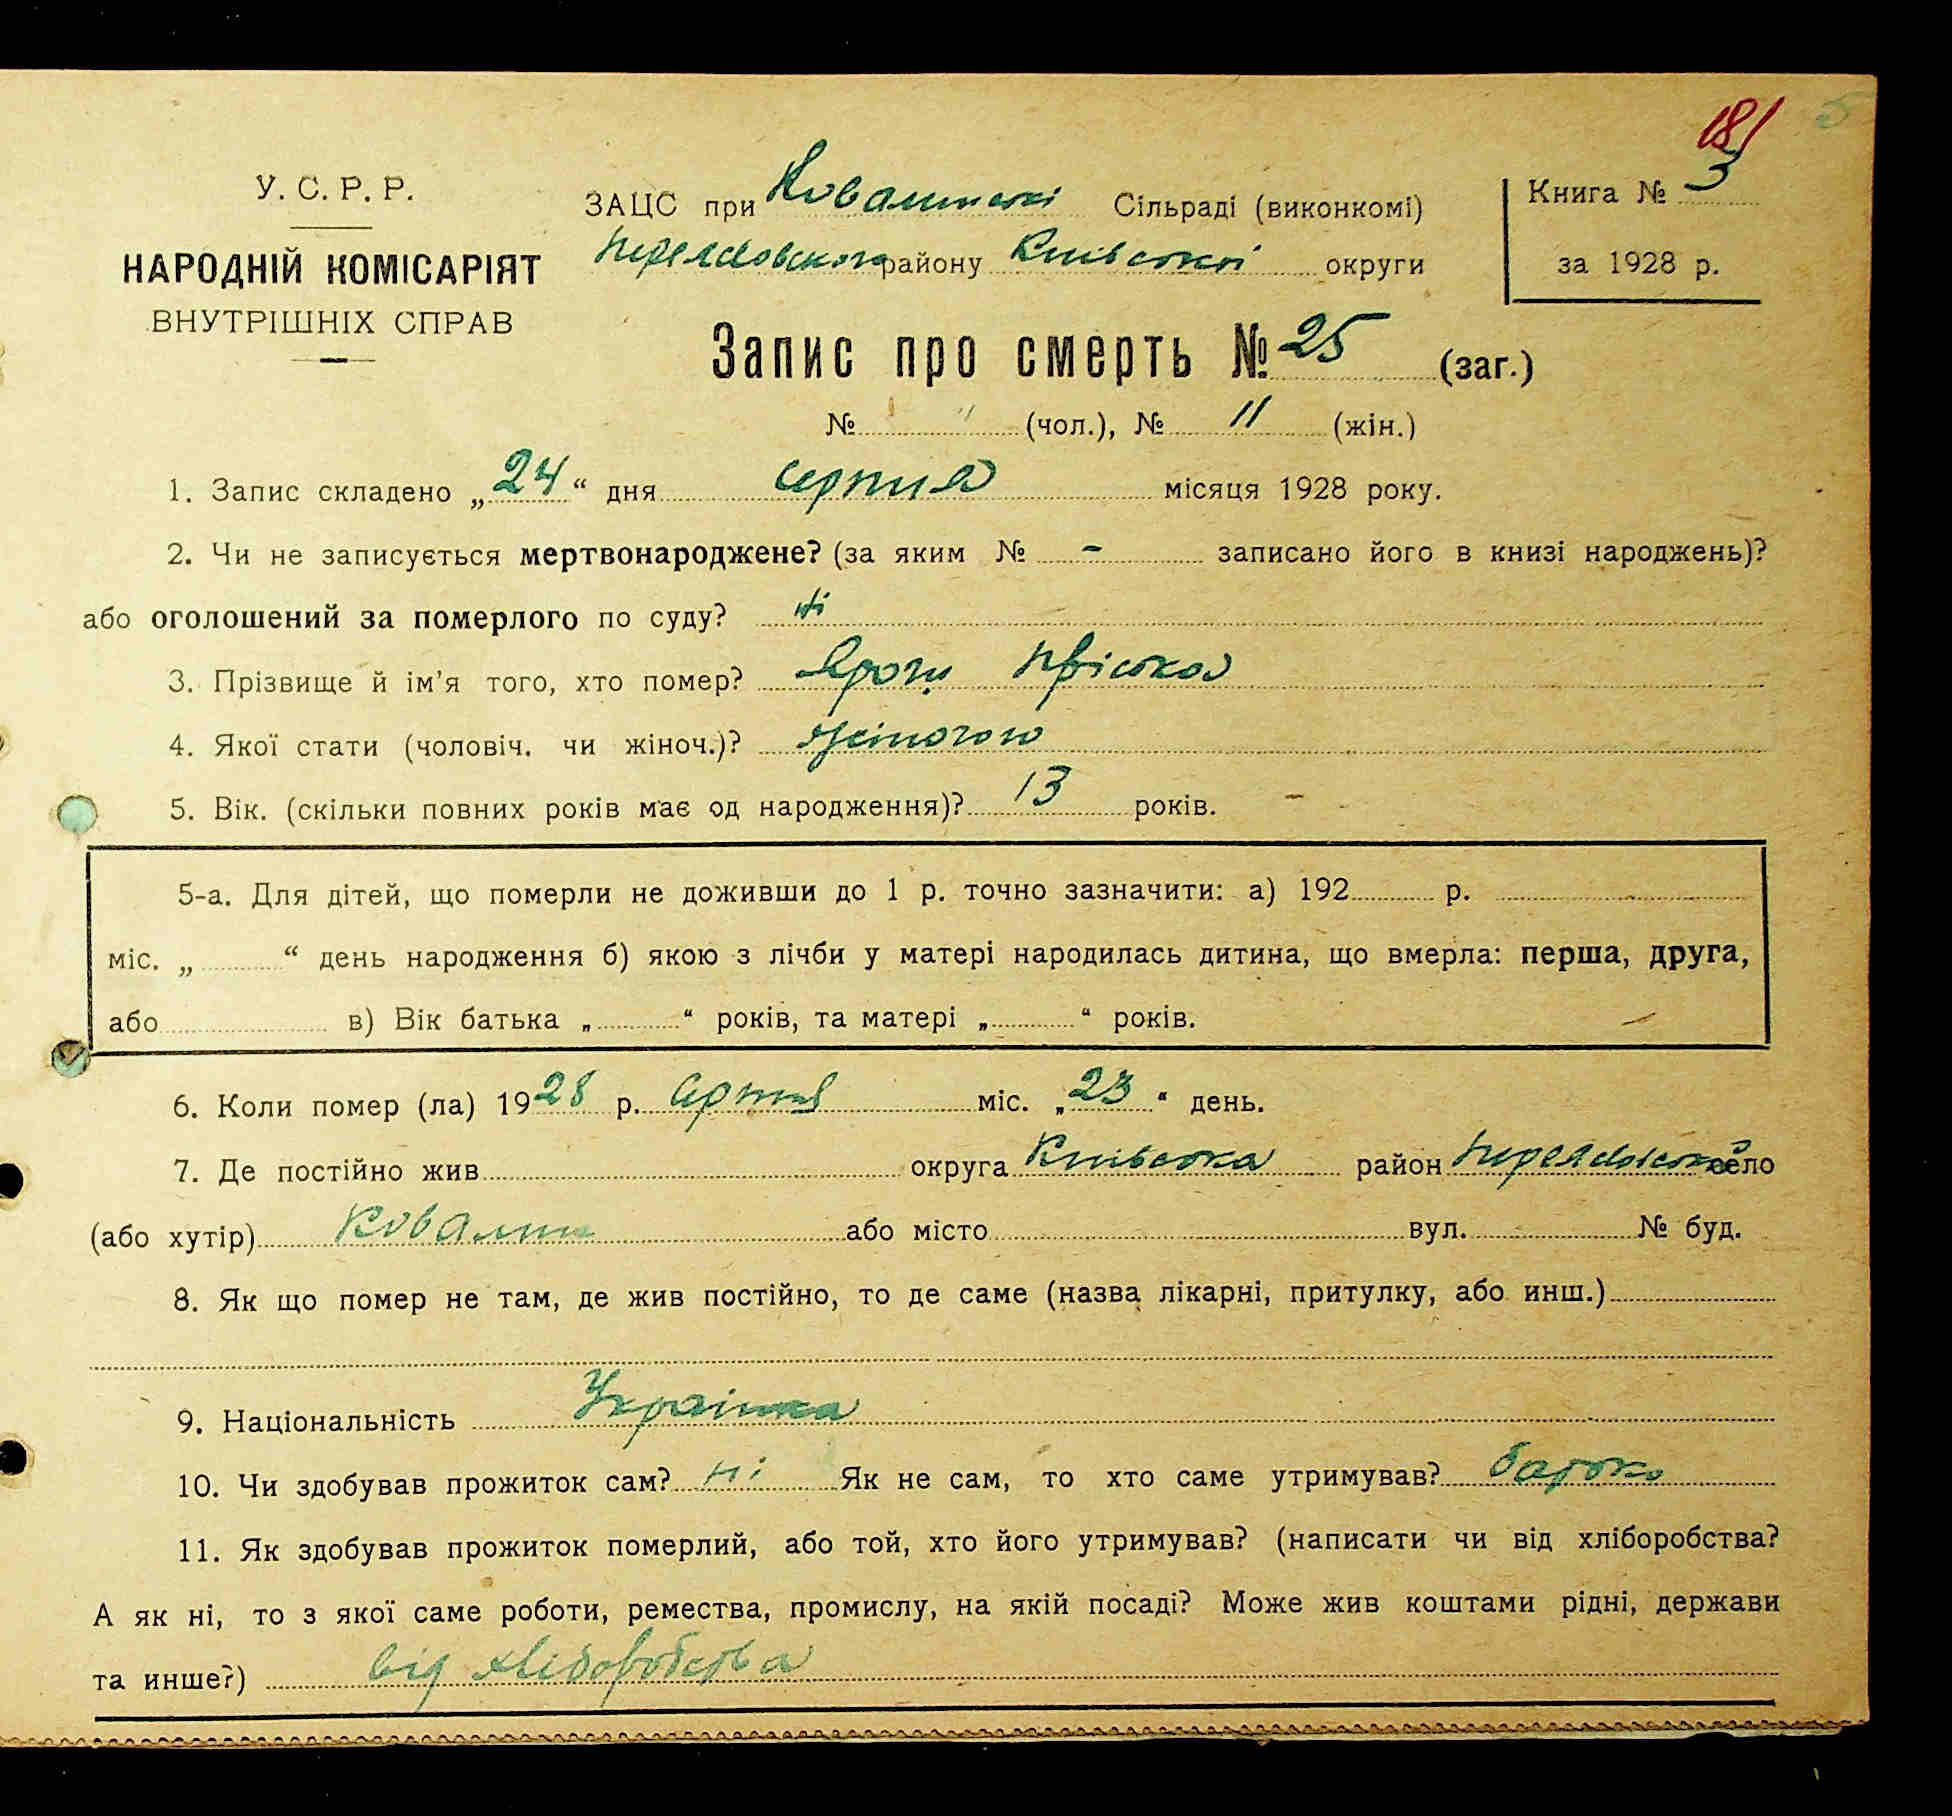 181 5
У. С. Р. Р.
НАРОДНІЙ КОМІСАРІЯТ
ВНУТРІШНІХ СПРАВ
ЗАЦС при Ковалинскі Сільраді (виконкомі)
району Київської округи
Книга № 3
за 1928 р.
Запис про смерть № 25 (заг.)
№ " (чол.), № 11 (жін.)
1. Запис складено „24“ дня серпня місяця 1928 року.
2. Чи не записується мертвонароджене? (за яким № - записано його в книзі народжень)?
або оголошений за померлого по суду? ні
3. Прізвище й ім'я того, хто помер? Пріська
4. Якої стати (чоловіч. чи жіноч.)? жіночого
5. Вік. (скільки повних років має од народження)? 13 років.
5-а. Для дітей, що померли не доживши до 1 р. точно зазначити: а) 192 р.
міс. „ “ день народження б) якою з лічби у матері народилась дитина, що вмерла: перша, друга,
або в) Вік батька „ “ років, та матері „ “ років.
6. Коли помер (ла) 1928 р. серпня міс. „23“ день.
7. Де постійно жив округа Київська район село
(або хутір) Ковалин або місто вул. № буд.
8. Як що помер не там, де жив постійно, то де саме (назва лікарні, притулку, або инш.)
9. Національність Українка
10. Чи здобував прожиток сам? ні Як не сам, то хто саме утримував? батько
11. Як здобував прожиток померлий, або той, хто його утримував? (написати чи від хліборобства?
А як ні, то з якої саме роботи, ремества, промислу, на якій посаді? Може жив коштами рідні, держави
та инше?) від хліборобства